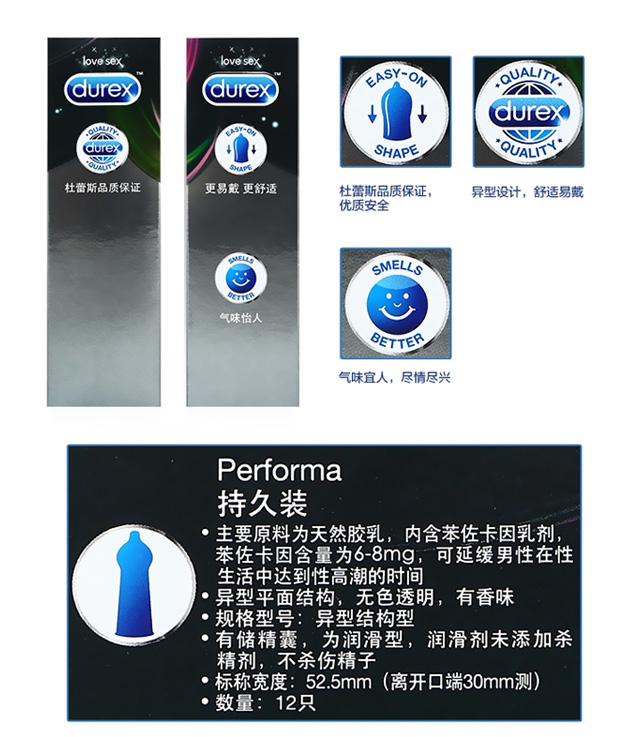 love sex
durex™
QUALITY
durex
QUALITY
杜蕾斯品质保证
love sex
durex™
EASY-ON
SHAPE
更易戴 更舒适
SMELLS
BETTER
气味怡人
EASY-ON
SHAPE
杜蕾斯品质保证，
优质安全
QUALITY
durex
QUALITY
异型设计，舒适易戴
SMELLS
BETTER
气味宜人，尽情尽兴
Performa
持久装
• 主要原料为天然胶乳，内含苯佐卡因乳剂，
苯佐卡因含量为6-8mg，可延缓男性在性
生活中达到性高潮的时间
• 异型平面结构，无色透明，有香味
• 规格型号：异型结构型
• 有储精囊，为润滑型，润滑剂未添加杀
精剂，不杀伤精子
• 标称宽度：52.5mm（离开口端30mm测）
• 数量：12只